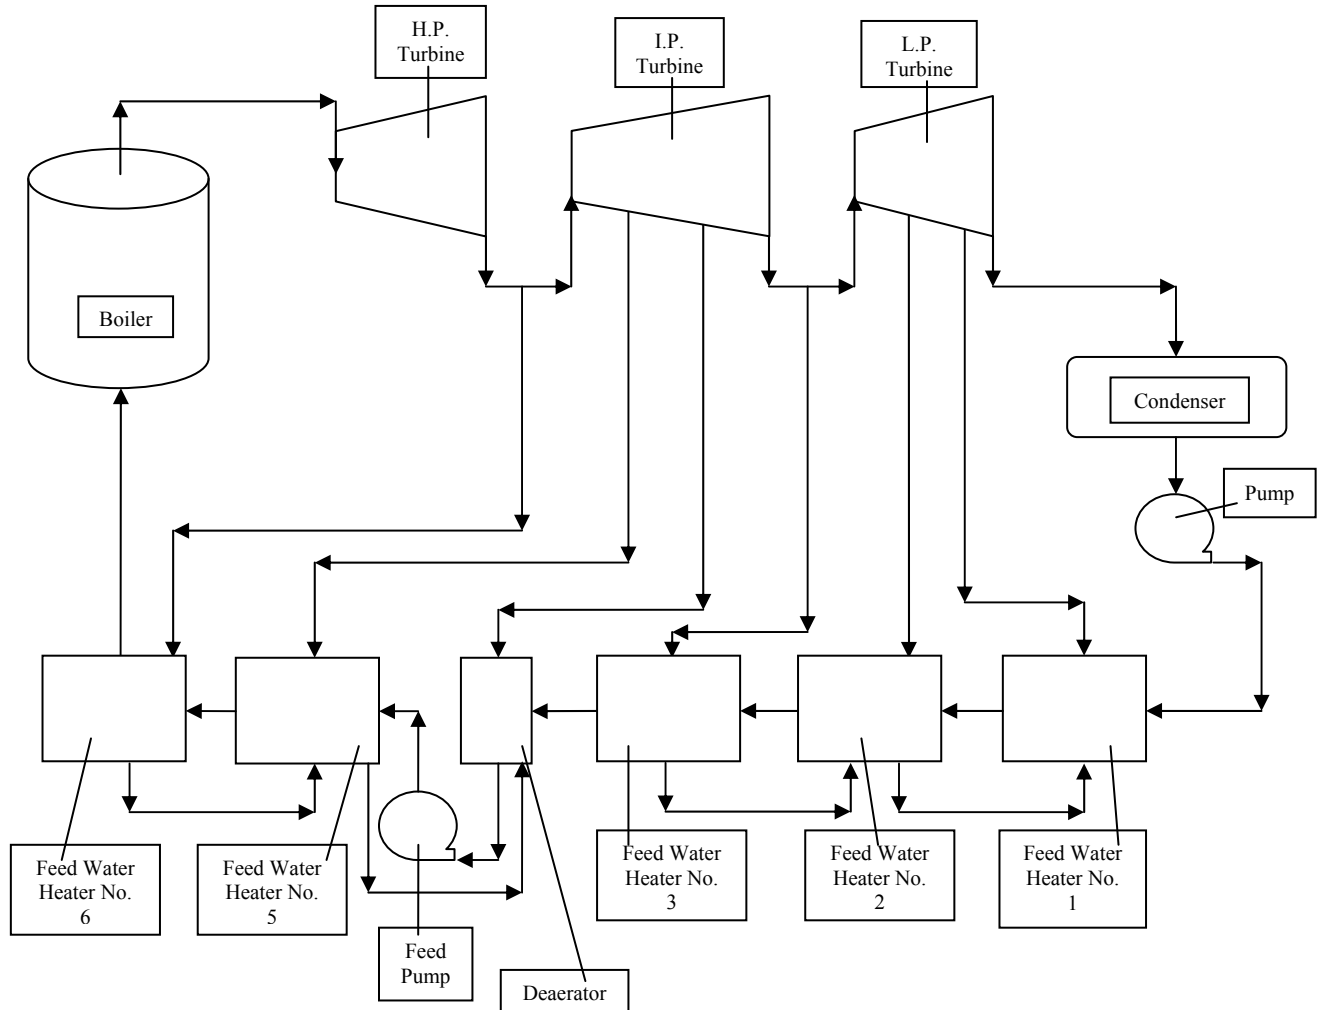 H.P.
Turbine
I.P.
Turbine
L.P.
Turbine
Boiler
Condenser
Pump
Feed Water
Heater No.
6
Feed Water
Heater No.
5
Feed
Pump
Deaerator
Feed Water
Heater No.
3
Feed Water
Heater No.
2
Feed Water
Heater No.
1